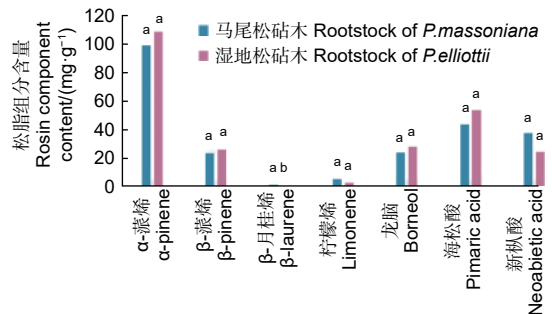 松脂组分含量
Rosin component
content/(mg·g⁻¹)
120
100
80
60
40
20
0
马尾松砧木 Rootstock of P.massoniana
湿地松砧木 Rootstock of P.elliottii
a a
a a
a b
a a
a a
a a
a a
α-蒎烯
α-pinene
β-蒎烯
β-pinene
β-月桂烯
β-laurene
柠檬烯
Limonene
龙脑
Borneol
海松酸
Pimaric acid
新枞酸
Neoabietic acid